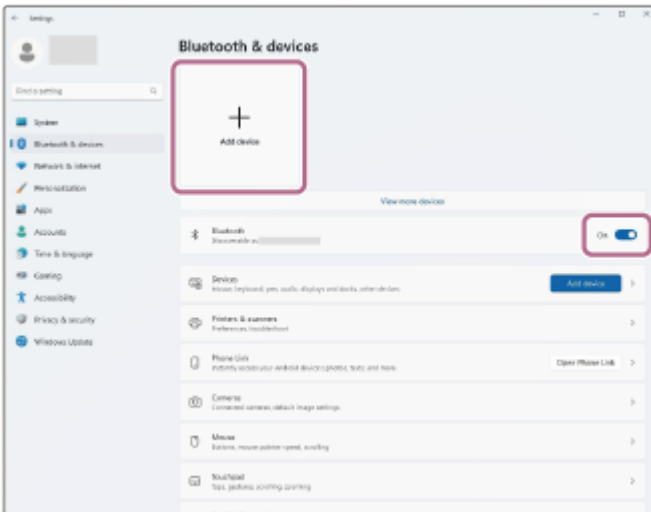 Settings
Bluetooth & devices
Find a setting
System
Bluetooth & devices
Network & internet
Personalization
Apps
Accounts
Time & language
Gaming
Accessibility
Privacy & security
Windows Update
Add device
View more devices
Bluetooth
Discoverable as
On
Devices
Mouse, keyboard, pen, audio, displays and docks, other devices
Add device
Printers & scanners
Preferences, troubleshoot
Phone Link
Instantly access your Android device's photos, texts, and more
Open Phone Link
Cameras
Connected cameras, default image settings
Mouse
Buttons, mouse pointer speed, scrolling
Touchpad
Taps, gestures, scrolling, zooming